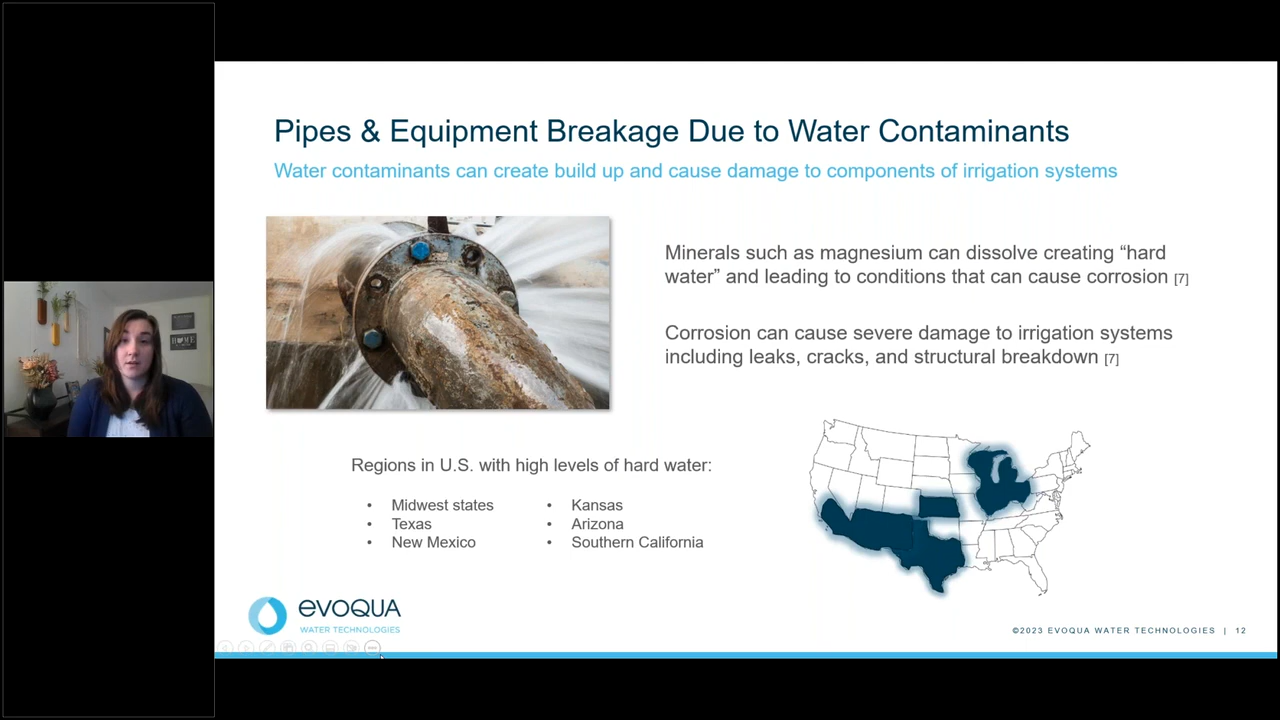 Pipes & Equipment Breakage Due to Water Contaminants
Water contaminants can create build up and cause damage to components of irrigation systems
Minerals such as magnesium can dissolve creating “hard
water” and leading to conditions that can cause corrosion [7]
Corrosion can cause severe damage to irrigation systems
including leaks, cracks, and structural breakdown [7]
HOME
Regions in U.S. with high levels of hard water:
• Midwest states
• Texas
• New Mexico
• Kansas
• Arizona
• Southern California
evoQUA
WATER TECHNOLOGIES
©2023 EVOQUA WATER TECHNOLOGIES | 12